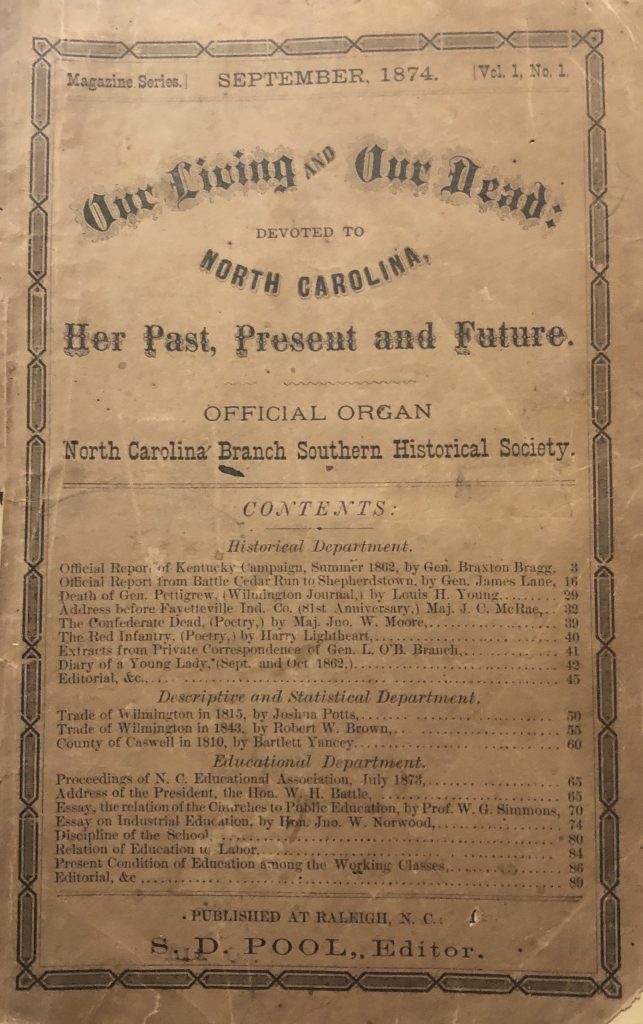 Magazine Series. SEPTEMBER, 1874. Vol. 1, No. 1.
Our Living AND Our Dead:
DEVOTED TO
NORTH CAROLINA,
Her Past, Present and Future.
OFFICIAL ORGAN
North Carolina Branch Southern Historical Society.
CONTENTS:
Historical Department.
Official Report of Kentucky Campaign, Summer 1862, by Gen. Braxton Bragg, 3
Official Report from Battle Cedar Run to Shepherdstown, by Gen. James Lane, 16
Death of Gen. Pettigrew, (Wilmington Journal,) by Louis H. Young........ 29
Address before Fayetteville Ind. Co. (81st Anniversary,) Maj. J. C. McRae,.. 32
The Confederate Dead, (Poetry,) by Maj. Jno. W. Moore,........ 39
The Red Infantry, (Poetry,) by Harry Lightheart,........ 40
Extracts from Private Correspondence of Gen. L. O'B. Branch,........ 41
Diary of a Young Lady, (Sept. and Oct 1862,)........ 42
Editorial, &c.,........ 45
Descriptive and Statistical Department.
Trade of Wilmington in 1815, by Joshua Potts,........ 50
Trade of Wilmington in 1843, by Robert W. Brown,........ 55
County of Caswell in 1810, by Bartlett Yancey........ 60
Educational Department.
Proceedings of N. C. Educational Association, July 1873,........ 65
Address of the President, the Hon. W. H. Battle,........ 65
Essay, the relation of the Churches to Public Education, by Prof. W. G. Simmons, 70
Essay on Industrial Education, by Hon. Jno. W. Norwood,........ 74
Discipline of the School,........ 80
Relation of Education to Labor,........ 84
Present Condition of Education among the Working Classes,........ 86
Editorial, &c,........ 89
PUBLISHED AT RALEIGH, N. C.:
S. D. POOL, Editor.